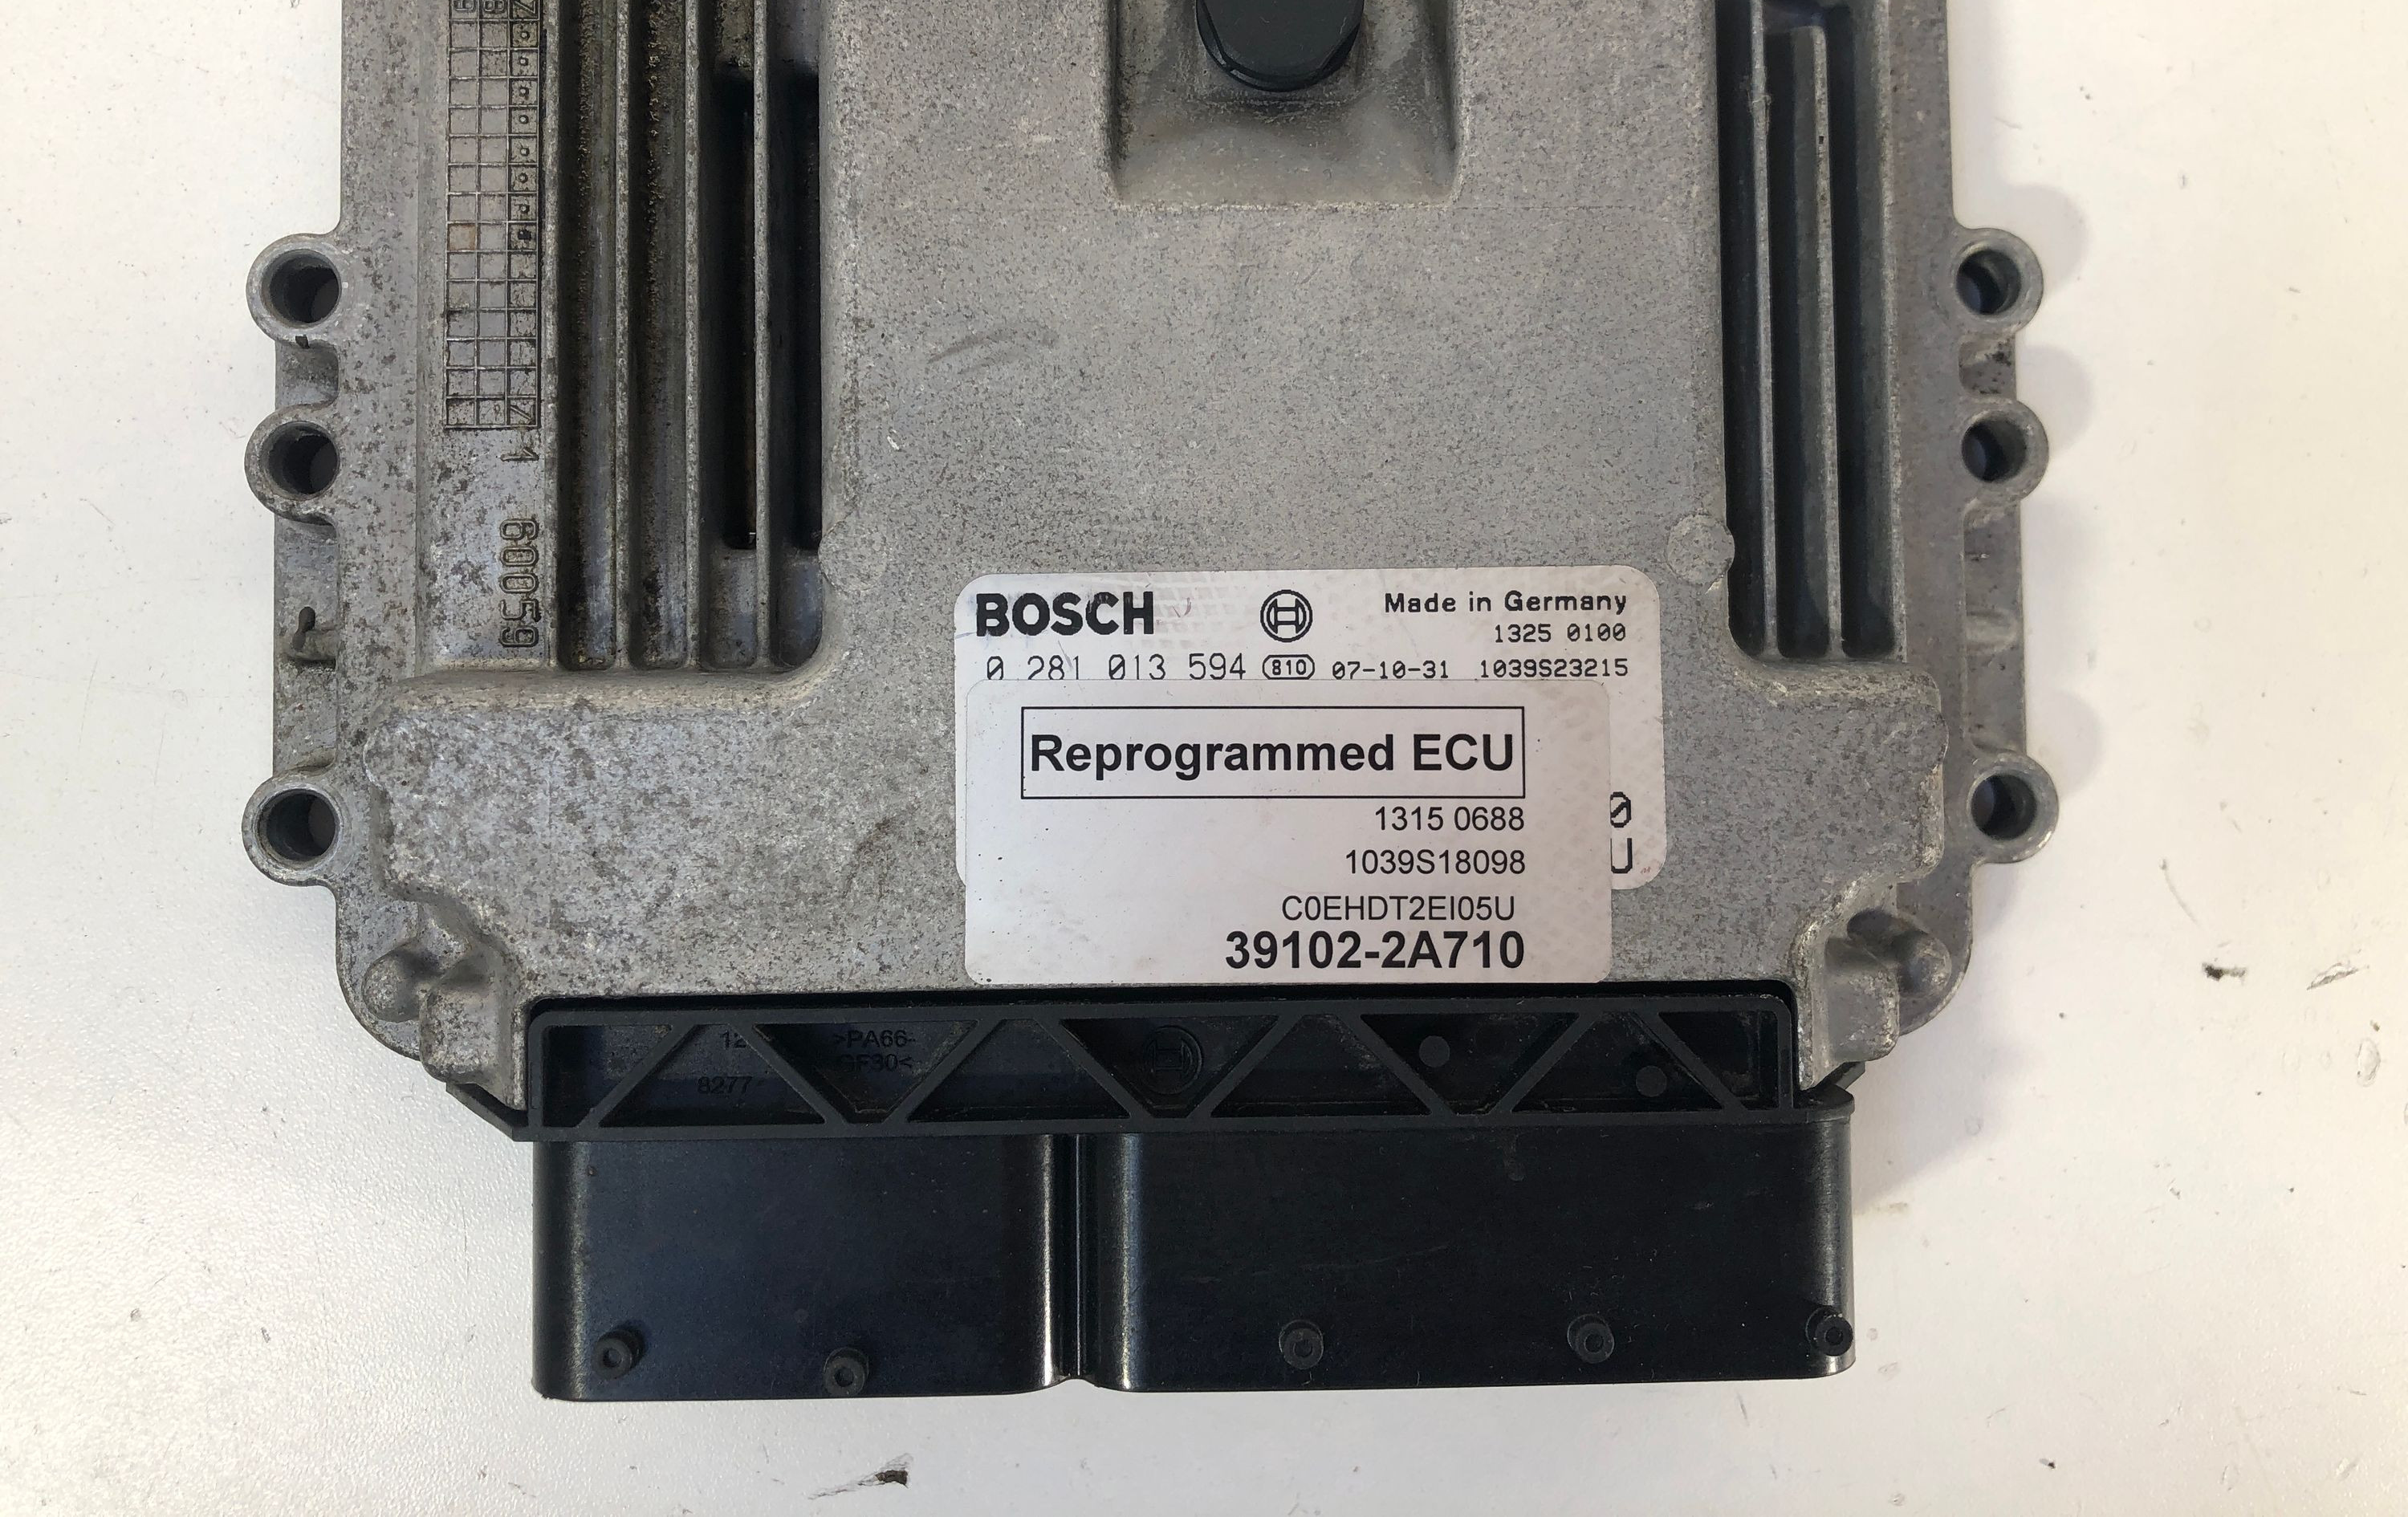 BOSCH
Made in Germany
1325 0100
0 281 013 594 810 07-10-31 1039S23215
Reprogrammed ECU
1315 0688
0
1039S18098
U
C0EHDT2EI05U
39102-2A710
60059
>PA66-
GF30<
8277